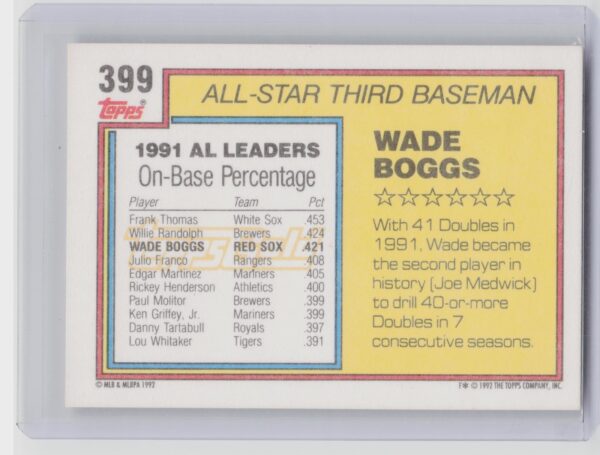 399
Topps®
ALL-STAR THIRD BASEMAN
1991 AL LEADERS
On-Base Percentage
Player Team Pct
Frank Thomas White Sox .453
Willie Randolph Brewers .424
WADE BOGGS RED SOX .421
Julio Franco Rangers .408
Edgar Martinez Mariners .405
Rickey Henderson Athletics .400
Paul Molitor Brewers .399
Ken Griffey, Jr. Mariners .399
Danny Tartabull Royals .397
Lou Whitaker Tigers .391
WADE
BOGGS
☆☆☆☆☆☆
With 41 Doubles in
1991, Wade became
the second player in
history (Joe Medwick)
to drill 40-or-more
Doubles in 7
consecutive seasons.
© MLB & MLBPA 1992
F✻ © 1992 THE TOPPS COMPANY, INC.